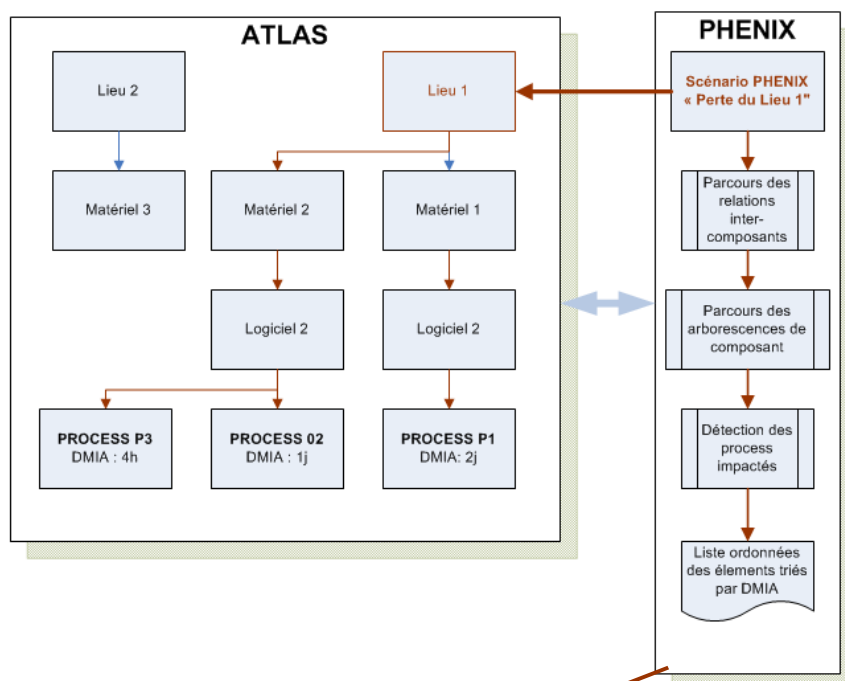 ATLAS
Lieu 2
Lieu 1
Matériel 3
Matériel 2
Matériel 1
Logiciel 2
Logiciel 2
PROCESS P3
DMIA : 4h
PROCESS 02
DMIA : 1j
PROCESS P1
DMIA: 2j
PHENIX
Scénario PHENIX
« Perte du Lieu 1"
Parcours des
relations
inter-
composants
Parcours des
arborescences de
composant
Détection des
process
impactés
Liste ordonnées
des élements triés
par DMIA